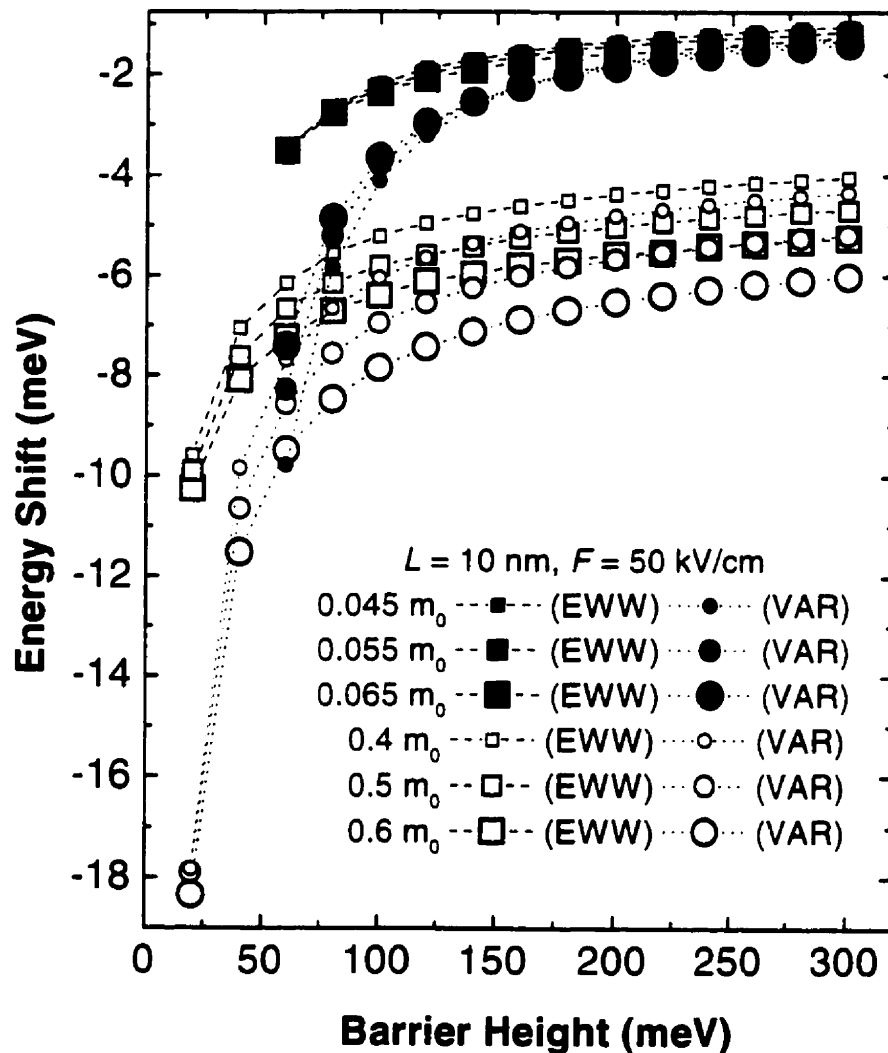 Energy Shift (meV)
-2
-4
-6
-8
-10
-12
-14
-16
-18
L = 10 nm, F = 50 kV/cm
0.045 m₀ (EWW) (VAR)
0.055 m₀ (EWW) (VAR)
0.065 m₀ (EWW) (VAR)
0.4 m₀ (EWW) (VAR)
0.5 m₀ (EWW) (VAR)
0.6 m₀ (EWW) (VAR)
0 50 100 150 200 250 300
Barrier Height (meV)